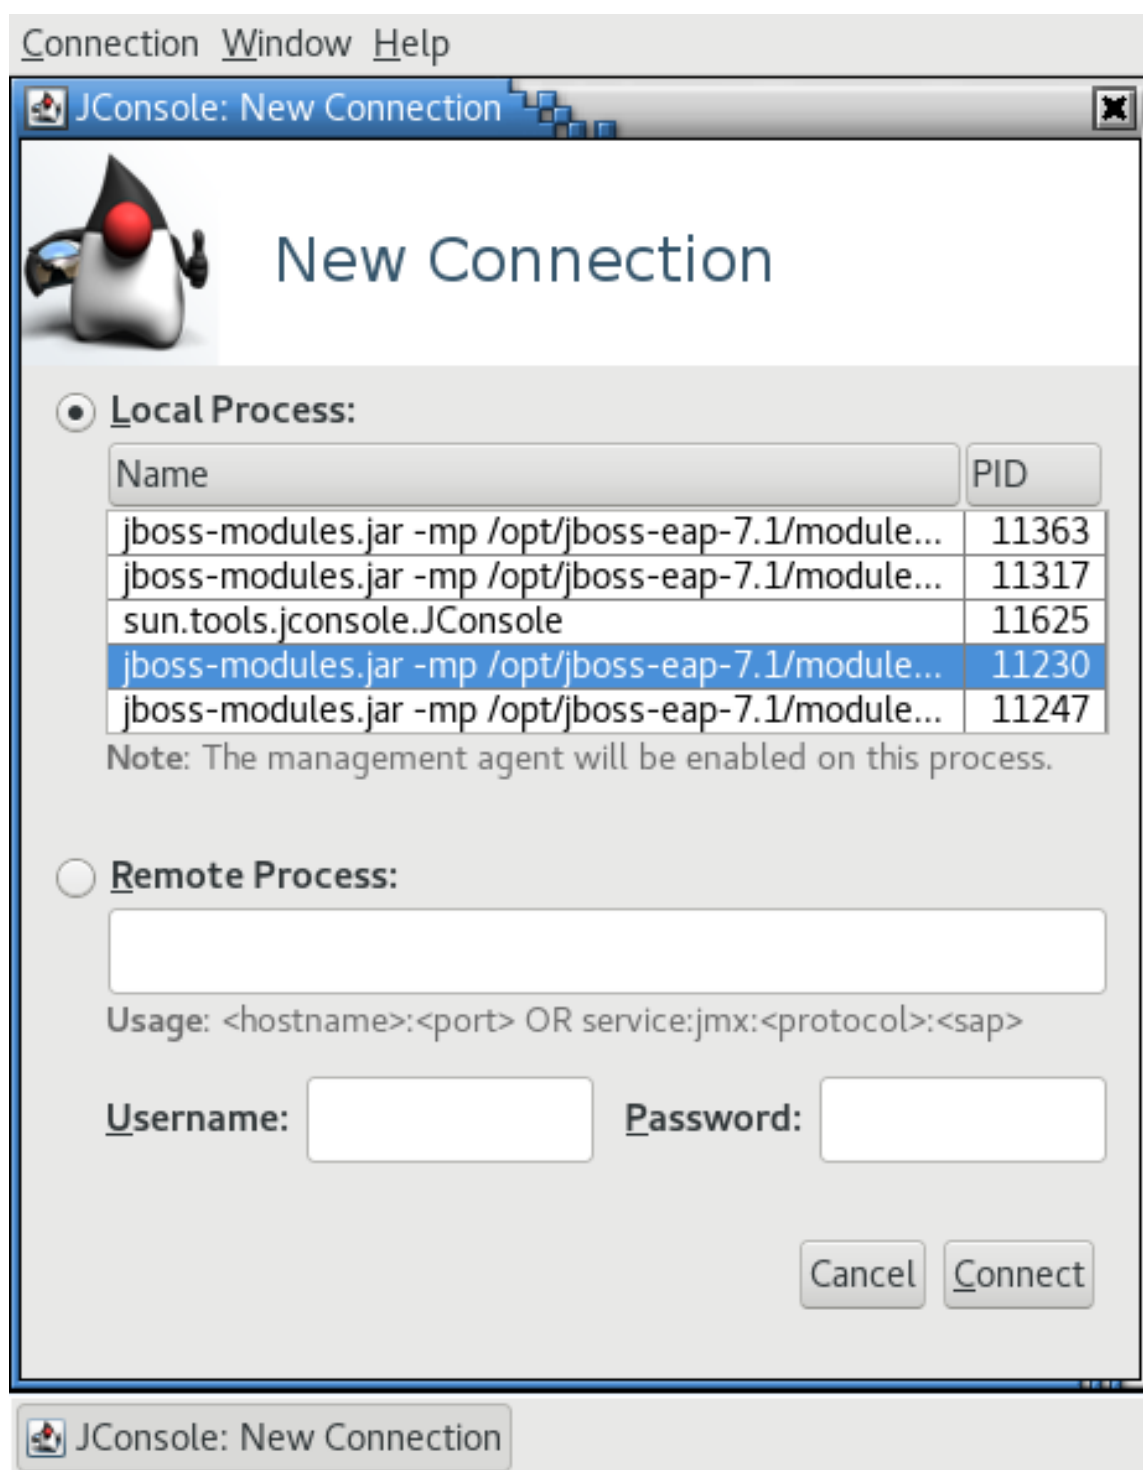 Connection Window Help
JConsole: New Connection
New Connection
Local Process:
Name PID
jboss-modules.jar -mp /opt/jboss-eap-7.1/module... 11363
jboss-modules.jar -mp /opt/jboss-eap-7.1/module... 11317
sun.tools.jconsole.JConsole 11625
jboss-modules.jar -mp /opt/jboss-eap-7.1/module... 11230
jboss-modules.jar -mp /opt/jboss-eap-7.1/module... 11247
Note: The management agent will be enabled on this process.
Remote Process:
Usage: <hostname>:<port> OR service:jmx:<protocol>:<sap>
Username: Password:
Cancel Connect
JConsole: New Connection